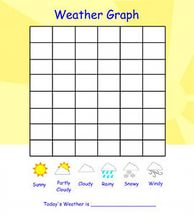 Weather Graph
Sunny Partly Cloudy Rainy Snowy Windy
Cloudy
Today's Weather is